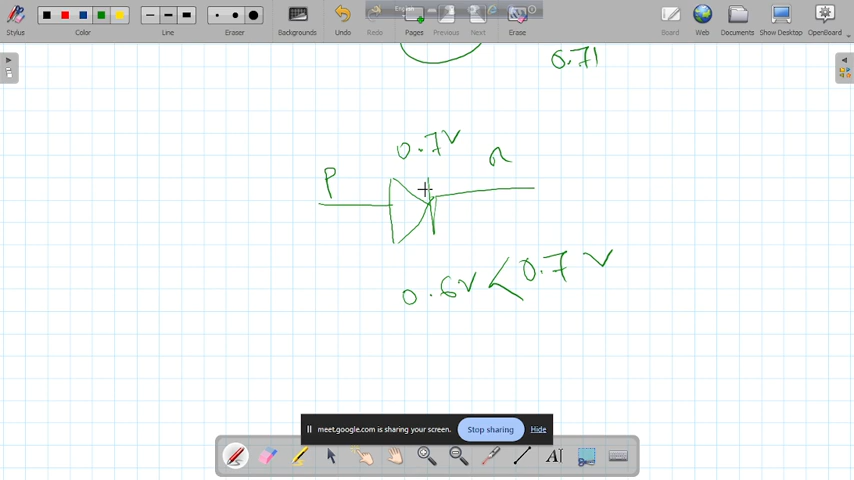 Stylus
Color
Line
Eraser
Backgrounds
Undo
Redo
Pages
Previous
Next
Erase
Board
Web
Documents
Show Desktop
OpenBoard
English
0.71
0.7V
P
n
0.6V < 0.7 V
meet.google.com is sharing your screen.
Stop sharing
Hide